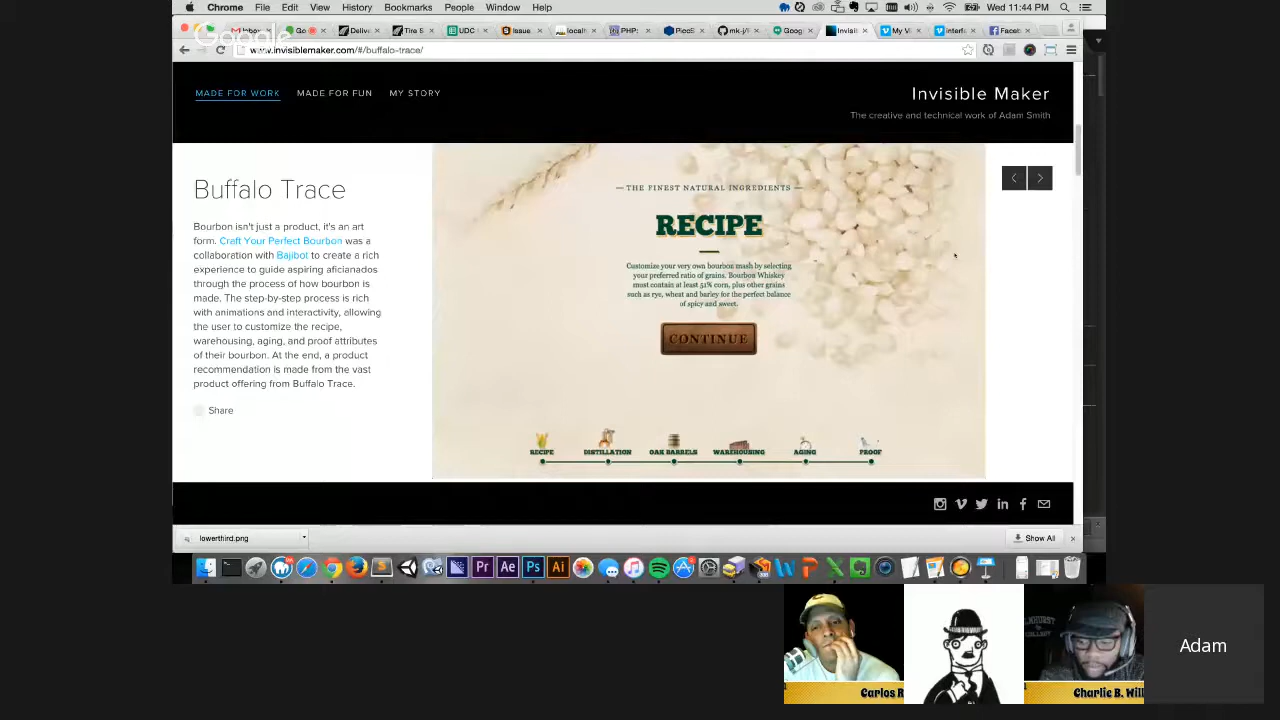 Chrome File Edit View History Bookmarks People Window Help Wed 11:44 PM
Google
www.invisiblemaker.com/#/buffalo-trace/
MADE FOR WORK MADE FOR FUN MY STORY
Invisible Maker
The creative and technical work of Adam Smith
Buffalo Trace
Bourbon isn't just a product, it's an art
form. Craft Your Perfect Bourbon was a
collaboration with Bajibot to create a rich
experience to guide aspiring aficionados
through the process of how bourbon is
made. The step-by-step process is rich
with animations and interactivity, allowing
the user to customize the recipe,
warehousing, aging, and proof attributes
of their bourbon. At the end, a product
recommendation is made from the vast
product offering from Buffalo Trace.
Share
THE FINEST NATURAL INGREDIENTS
RECIPE
Customize your very own bourbon mash by selecting
your preferred ratio of grains. Bourbon Whiskey
must contain at least 51% corn, plus other grains
such as rye, wheat and barley for the perfect balance
of spicy and sweet.
CONTINUE
RECIPE DISTILLATION OAK BARRELS WAREHOUSING AGING PROOF
lowerthird.png
Show All
Pr Ae Ps Ai
Carlos R
Charlie B. Will
Adam